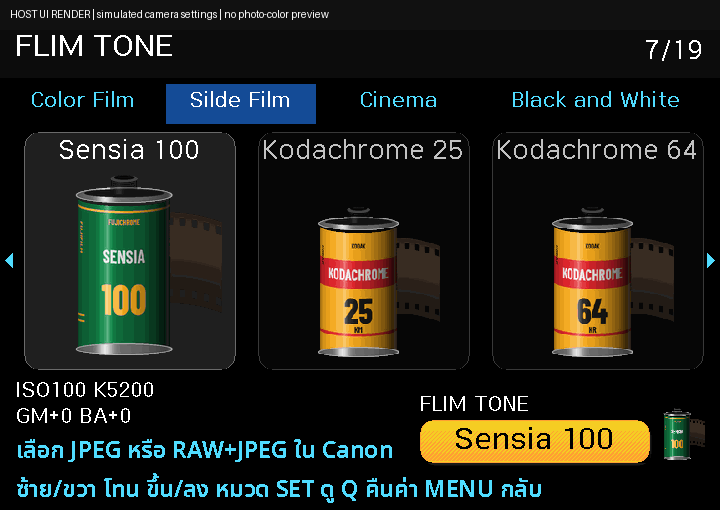 HOST UI RENDER | simulated camera settings | no photo-color preview
FLIM TONE
7/19
Color Film
Silde Film
Cinema
Black and White
Sensia 100
Kodachrome 25
Kodachrome 64
FUJICHROME
FUJIFILM
SENSIA
100
KODAK
KODACHROME
25
KM
KODAK
KODACHROME
64
KR
ISO100 K5200
GM+0 BA+0
FLIM TONE
Sensia 100
SENSIA
100
เลือก JPEG หรือ RAW+JPEG ใน Canon
ซ้าย/ขวา โทน ขึ้น/ลง หมวด SET ดู Q คืนค่า MENU กลับ